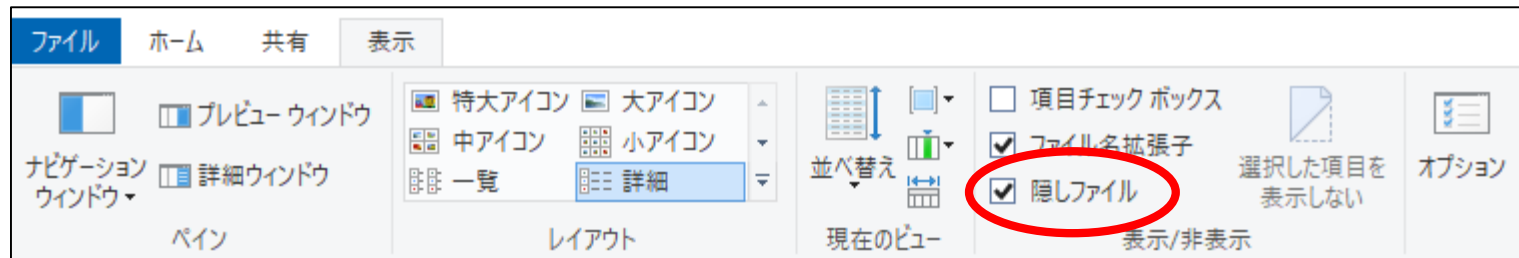 ファイル ホーム 共有 表示
ナビゲーション
ウィンドウ
プレビュー ウィンドウ
詳細ウィンドウ
ペイン
特大アイコン 大アイコン
中アイコン 小アイコン
一覧 詳細
レイアウト
並べ替え
現在のビュー
項目チェック ボックス
ファイル名拡張子
隠しファイル
選択した項目を
表示しない
表示/非表示
オプション